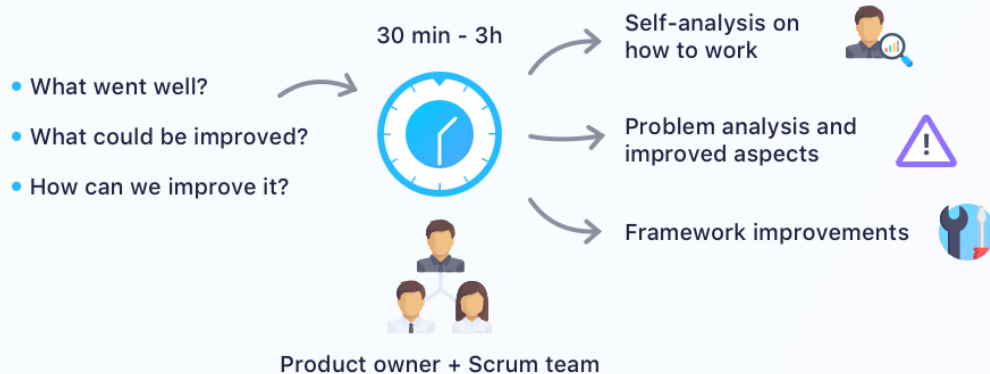 What went well?
What could be improved?
How can we improve it?
30 min - 3h
Product owner + Scrum team
Self-analysis on
how to work
Problem analysis and
improved aspects
Framework improvements